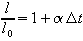 l/l₀ = 1 + α Δt